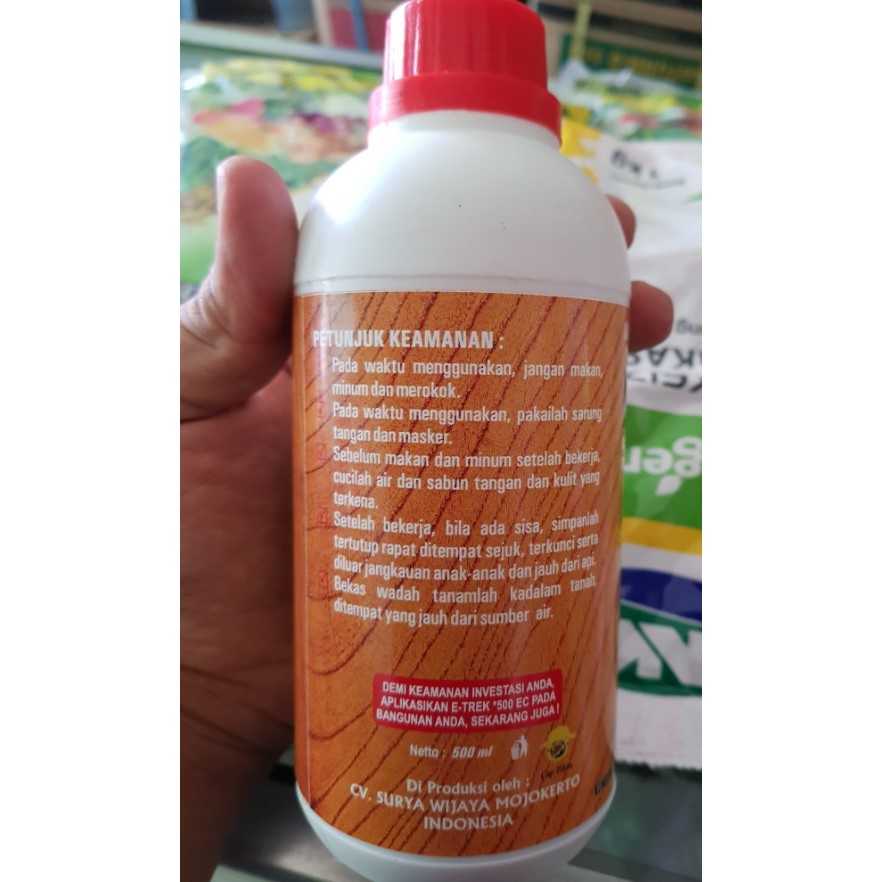 1 kg
PETUNJUK KEAMANAN :
Pada waktu menggunakan, jangan makan,
minum dan merokok.
Pada waktu menggunakan, pakailah sarung
tangan dan masker.
Sebelum makan dan minum setelah bekerja,
cucilah air dan sabun tangan dan kulit yang
terkena.
Setelah bekerja, bila ada sisa, simpanlah
tertutup rapat ditempat sejuk, terkunci serta
diluar jangkauan anak-anak dan jauh dari api.
Bekas wadah tanamlah kadalam tanah,
ditempat yang jauh dari sumber air.
DEMI KEAMANAN INVESTASI ANDA,
APLIKASIKAN E-TREK *500 EC PADA
BANGUNAN ANDA, SEKARANG JUGA !
Netto : 500 ml
Di Produksi oleh :
CV. SURYA WIJAYA MOJOKERTO
INDONESIA
gen